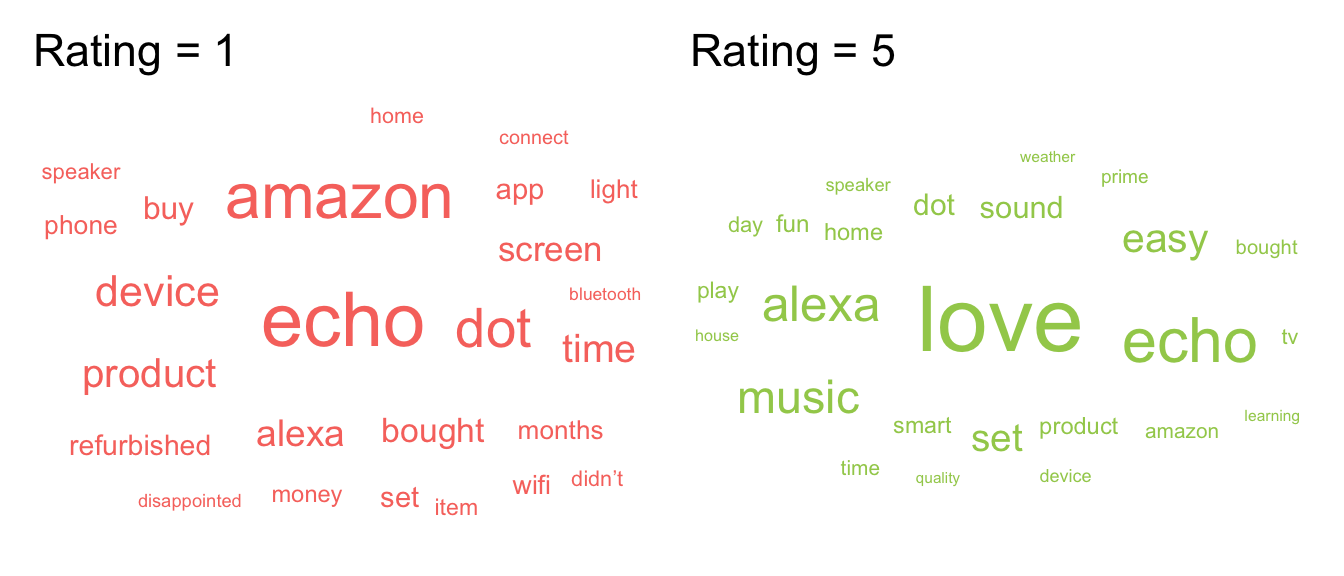 Rating = 1
home
connect
speaker
amazon
app
light
buy
phone
screen
device
bluetooth
echo
dot
time
product
alexa
bought
months
refurbished
wifi
didn’t
disappointed
money
set
item
Rating = 5
weather
prime
speaker
dot
sound
day
fun
home
easy
bought
play
alexa
love
echo
tv
house
music
smart
set
product
amazon
learning
time
quality
device